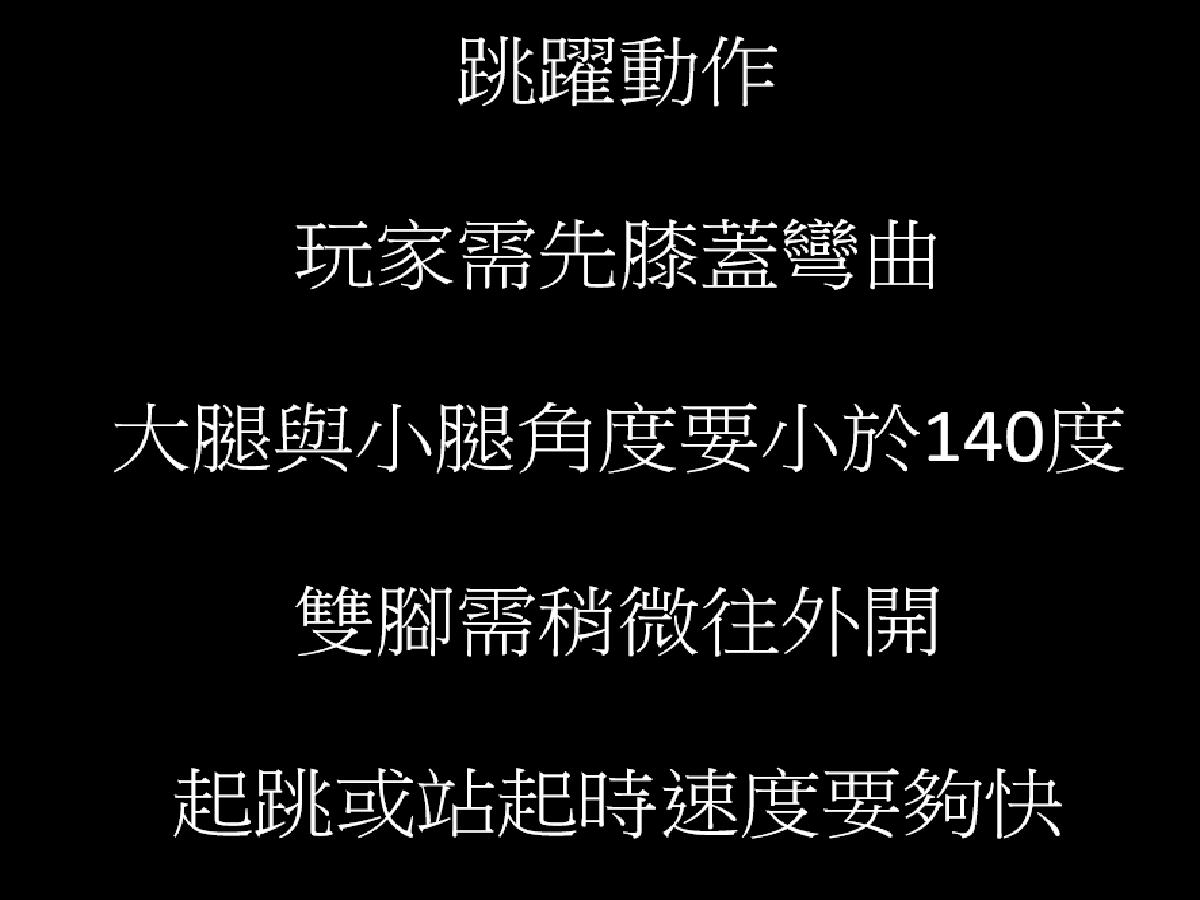 跳躍動作
玩家需先膝蓋彎曲
大腿與小腿角度要小於140度
雙腳需稍微往外開
起跳或站起時速度要夠快